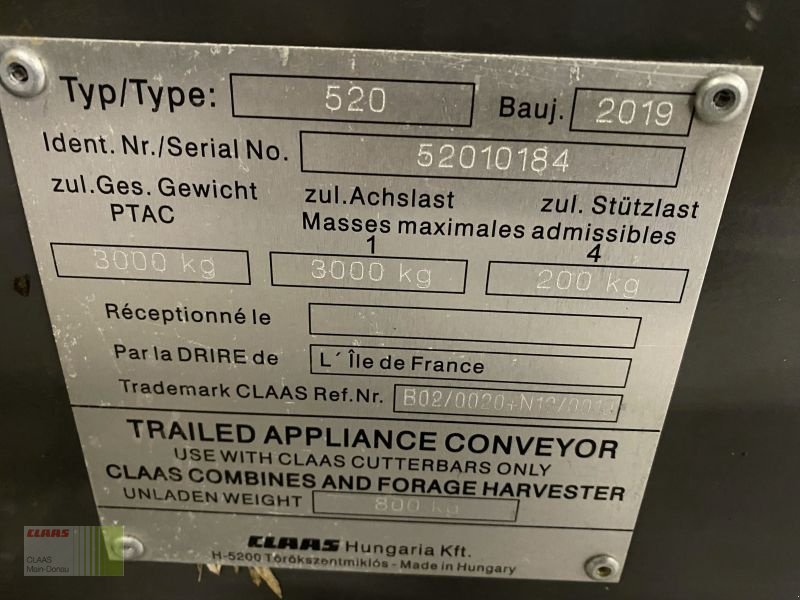 Typ/Type: 520 Bauj. 2019
Ident. Nr./Serial No. 52010184
zul.Ges. Gewicht zul.Achslast zul. Stützlast
PTAC Masses maximales admissibles
1 4
3000 kg 3000 kg 200 kg
Réceptionné le
Par la DRIRE de L´ Île de France
Trademark CLAAS Ref.Nr.
TRAILED APPLIANCE CONVEYOR
USE WITH CLAAS CUTTERBARS ONLY
CLAAS COMBINES AND FORAGE HARVESTER
UNLADEN WEIGHT 800 kg
CLAAS Hungaria Kft.
H-5200 Törökszentmiklós - Made in Hungary
CLAAS
CLAAS
Main-Donau